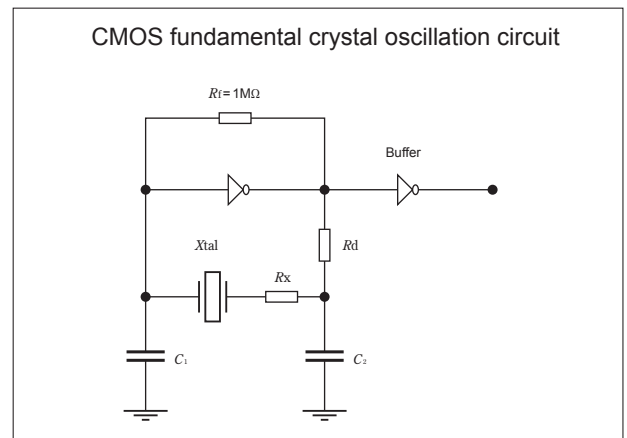 CMOS fundamental crystal oscillation circuit
Rf=1MΩ
Buffer
Xtal
Rd
Rx
C1
C2